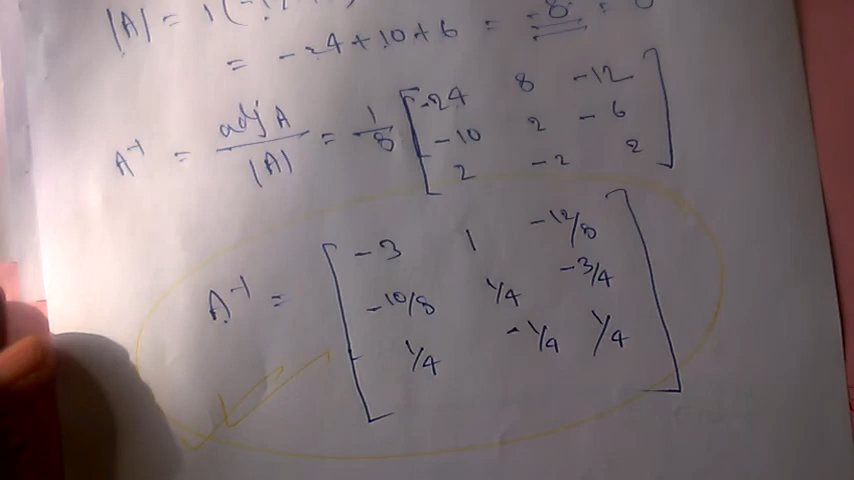 |A| = 1(-
= -24+10+6 = -8 =
A⁻¹ = adj A / |A| = 1/8 [ -24 8 -12
-10 2 -6
2 -2 2 ]
A⁻¹ = [ -3 1 -12/8
-10/8 1/4 -3/4
1/4 -1/4 1/4 ]